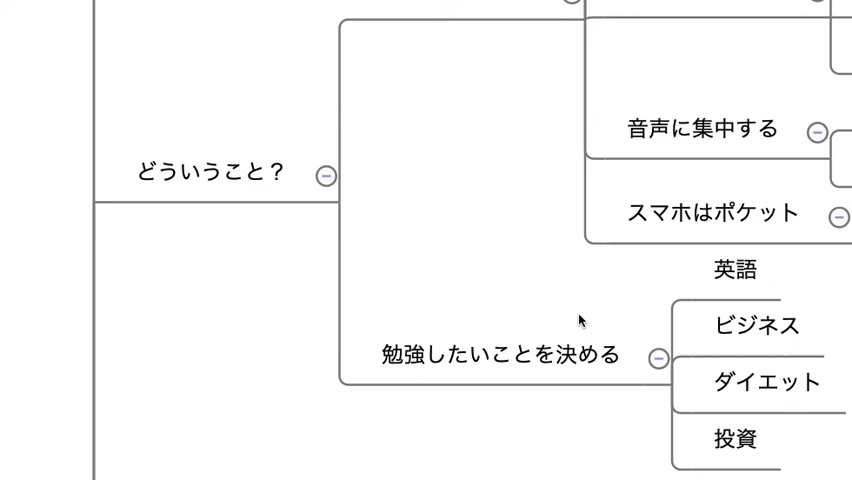 音声に集中する
どういうこと？
スマホはポケット
英語
ビジネス
勉強したいことを決める
ダイエット
投資